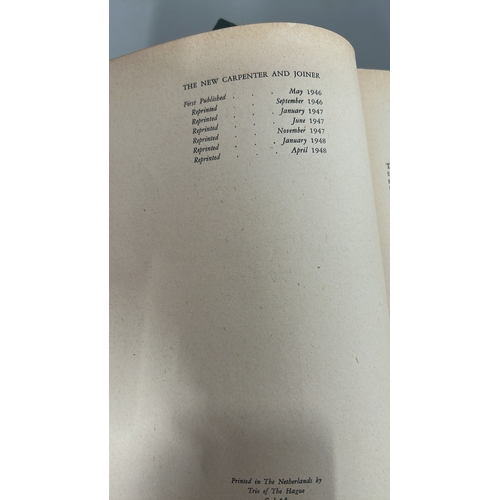 THE NEW CARPENTER AND JOINER
First Published . . . May 1946
Reprinted . . . September 1946
Reprinted . . . January 1947
Reprinted . . . June 1947
Reprinted . . . November 1947
Reprinted . . . January 1948
Reprinted . . . April 1948
Printed in The Netherlands by
Trio of The Hague